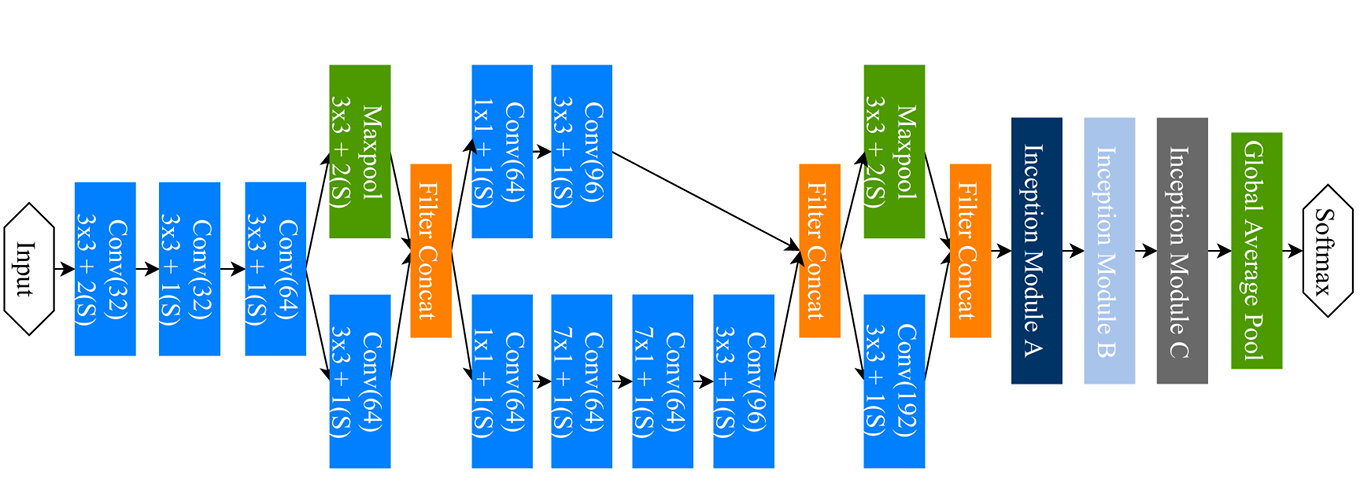 Input
Conv(32)
3x3 + 2(S)
Conv(32)
3x3 + 1(S)
Conv(64)
3x3 + 1(S)
Maxpool
3x3 + 2(S)
Conv(64)
3x3 + 1(S)
Filter Concat
Conv(64)
1x1 + 1(S)
Conv(96)
3x3 + 1(S)
Conv(64)
1x1 + 1(S)
Conv(64)
7x1 + 1(S)
Conv(64)
7x1 + 1(S)
Conv(96)
3x3 + 1(S)
Filter Concat
Maxpool
3x3 + 2(S)
Conv(192)
3x3 + 1(S)
Filter Concat
Inception Module A
Inception Module B
Inception Module C
Global Average Pool
Softmax